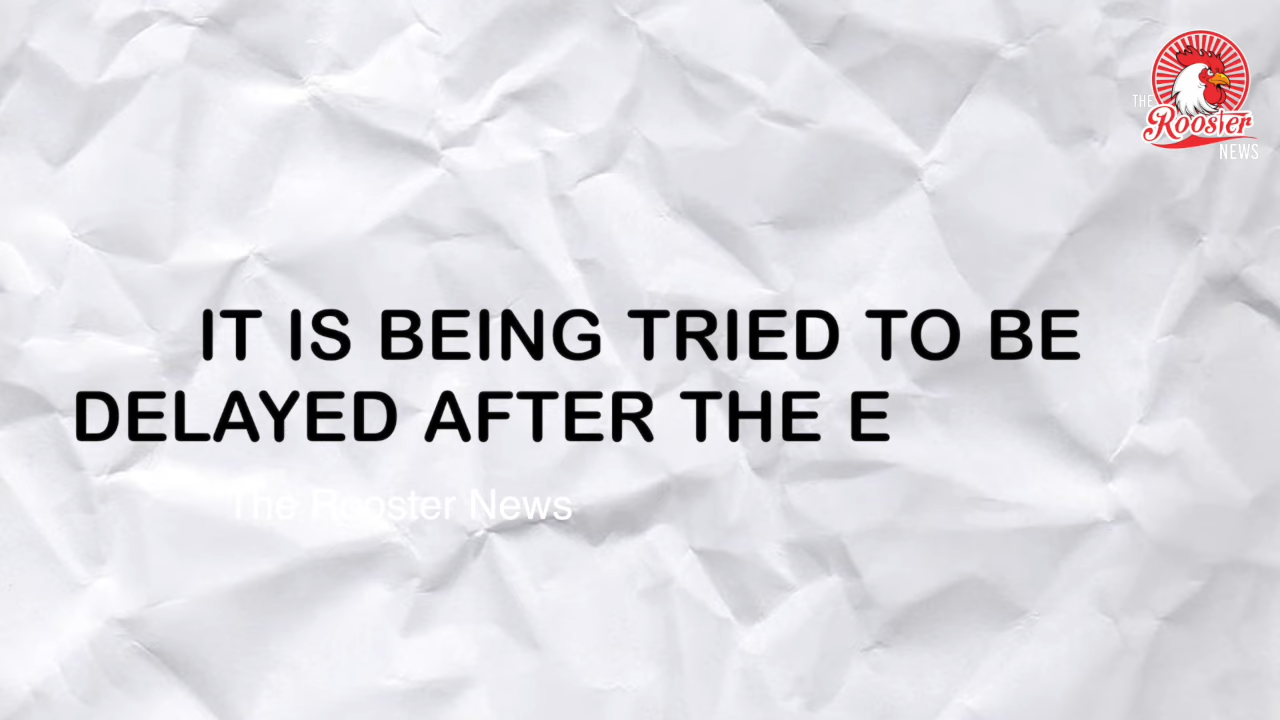 THE
Rooster
NEWS
IT IS BEING TRIED TO BE
DELAYED AFTER THE E
The Rooster News